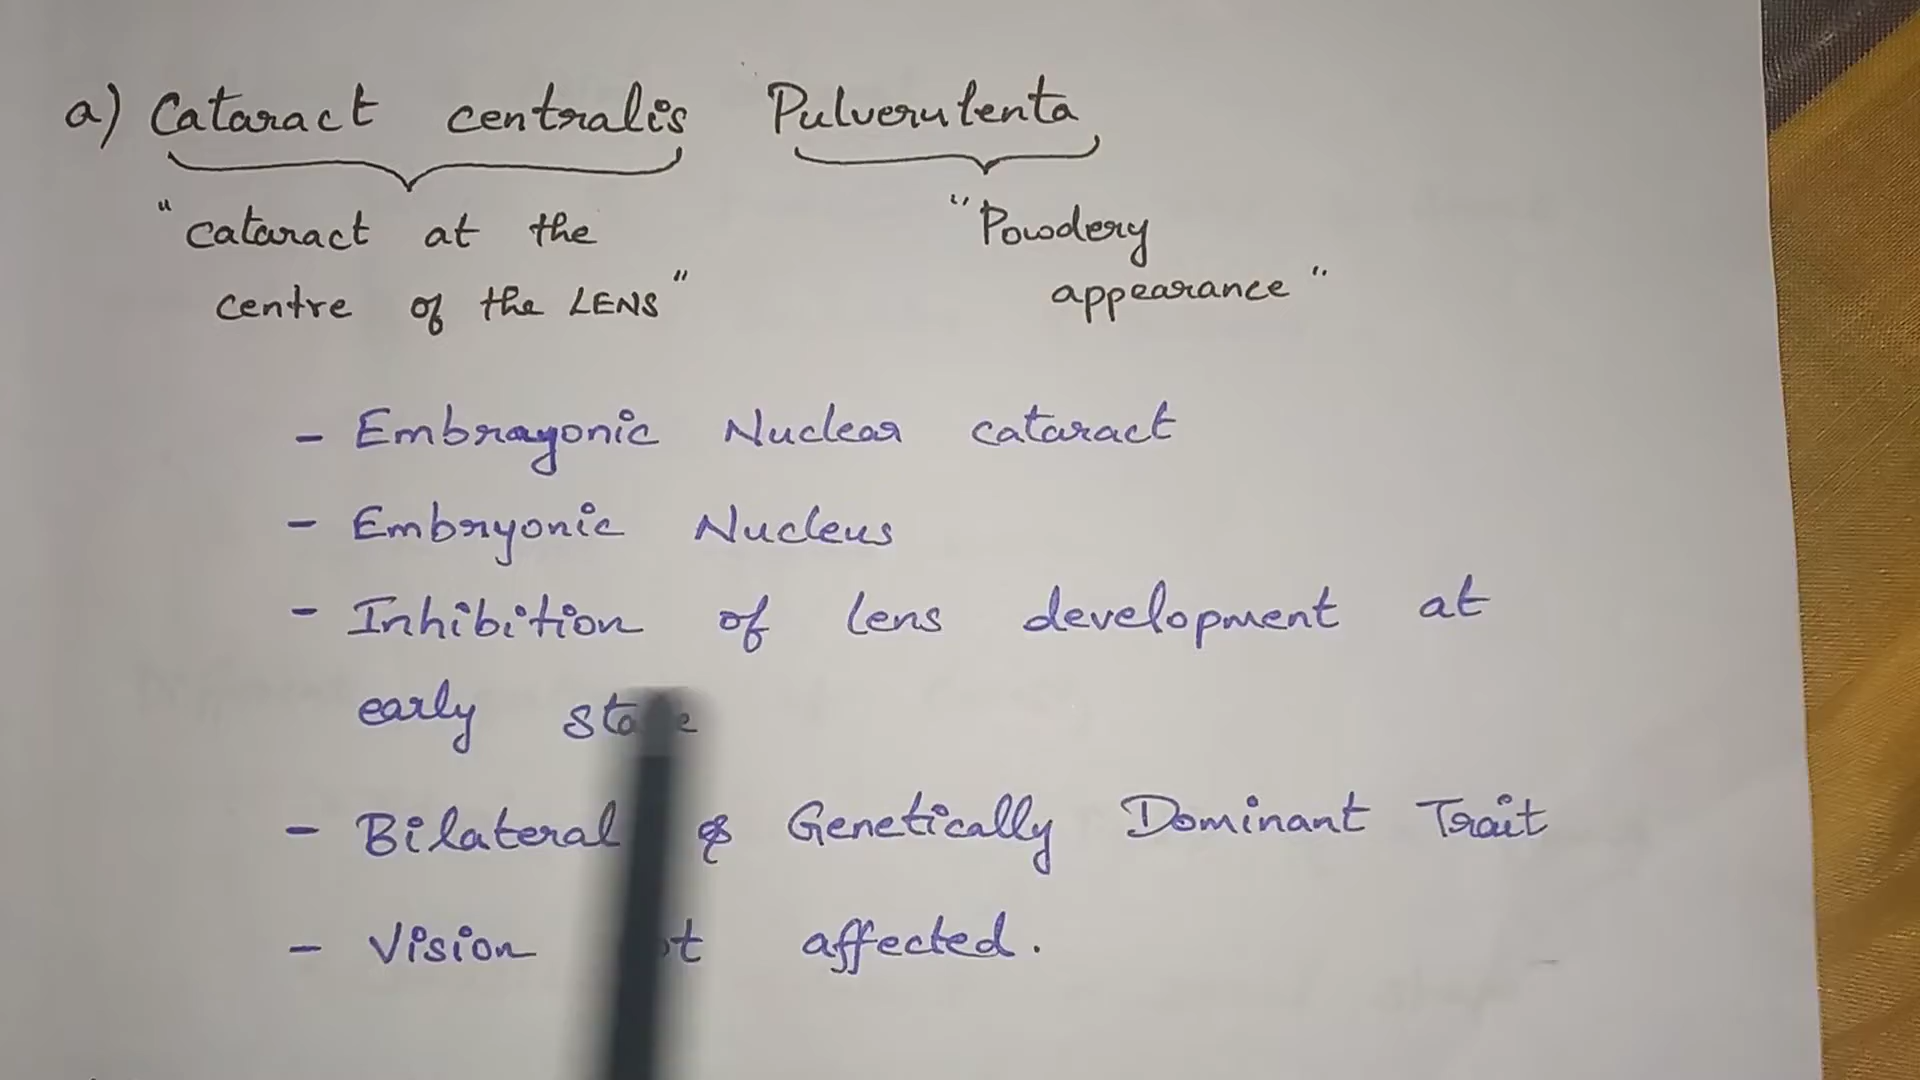 a) Cataract centralis Pulverulenta
"cataract at the
centre of the LENS"
"Powdery
appearance"
- Embrayonic Nuclear cataract
- Embryonic Nucleus
- Inhibition of lens development at
early
- Bilateral & Genetically Dominant Trait
- Vision affected.